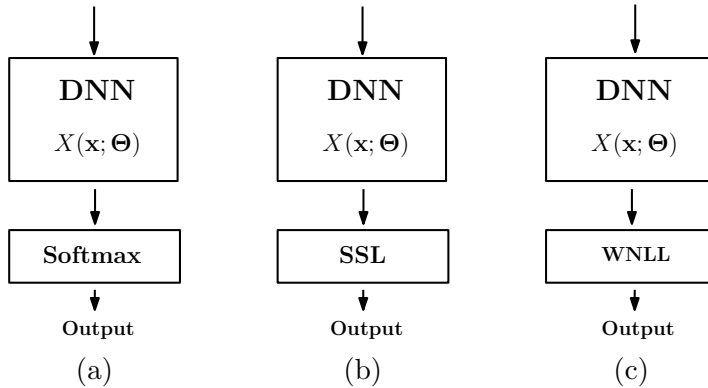 DNN
X(x; Θ)
Softmax
Output
(a)
DNN
X(x; Θ)
SSL
Output
(b)
DNN
X(x; Θ)
WNLL
Output
(c)